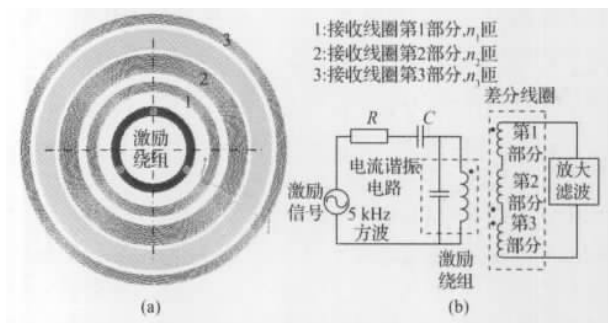 3
2
1
激励
绕组
(a)
1:接收线圈第1部分,n₁匝
2:接收线圈第2部分,n₂匝
3:接收线圈第3部分,n₃匝
差分线圈
R
C
第1
部分
第2
部分
第3
部分
电流谐振
电路
激励
信号
5 kHz
方波
激励
绕组
放大
滤波
(b)